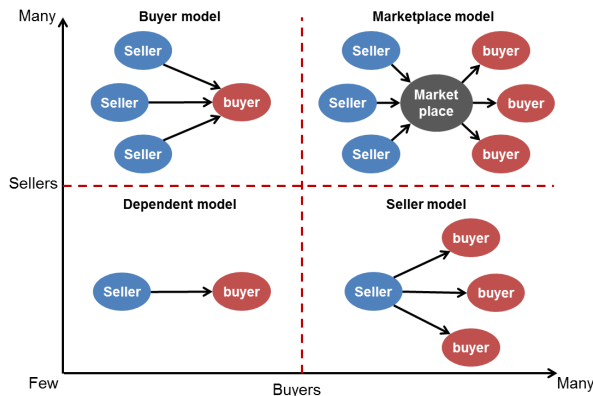 Many
Buyer model
Marketplace model
Seller
Seller
Seller
buyer
Seller
Seller
Seller
Market
place
buyer
buyer
buyer
Sellers
Dependent model
Seller model
Seller
buyer
Seller
buyer
buyer
buyer
Few
Buyers
Many